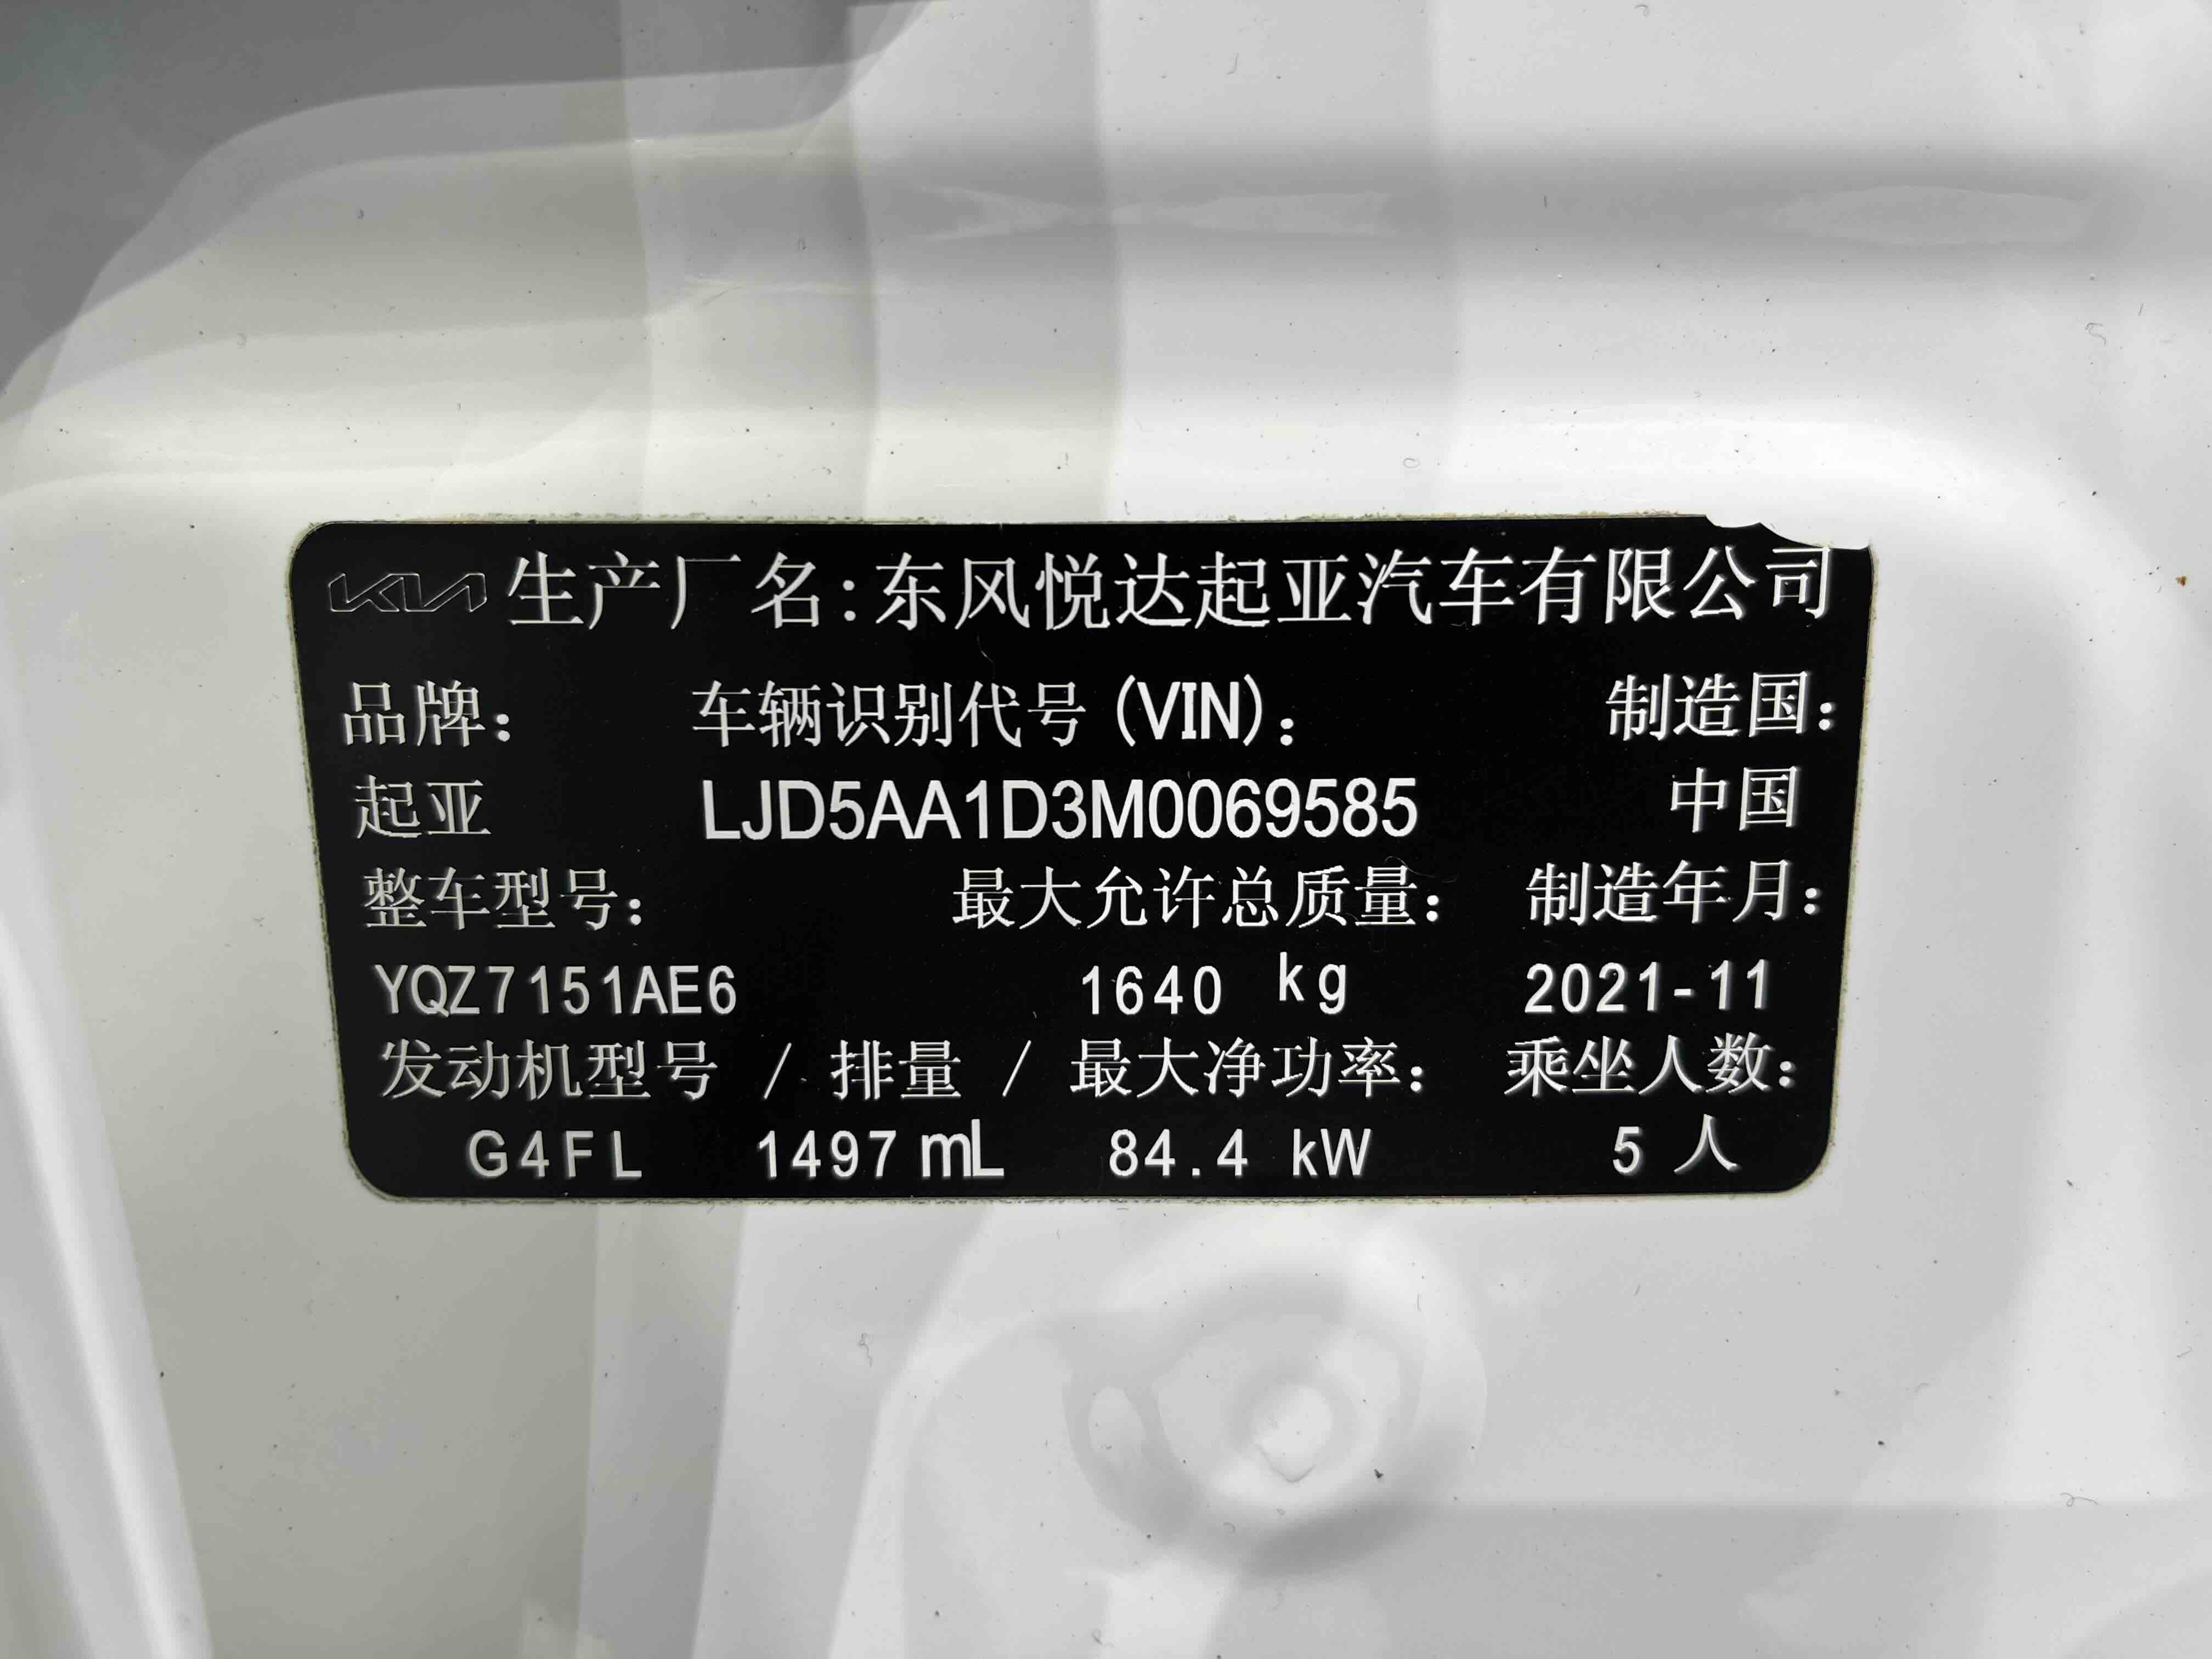 KIA 生产厂名:东风悦达起亚汽车有限公司
品牌: 车辆识别代号(VIN): 制造国:
起亚 LJD5AA1D3M0069585 中国
整车型号: 最大允许总质量: 制造年月:
YQZ7151AE6 1640 kg 2021-11
发动机型号 / 排量 / 最大净功率: 乘坐人数:
G4FL 1497 mL 84.4 kW 5 人